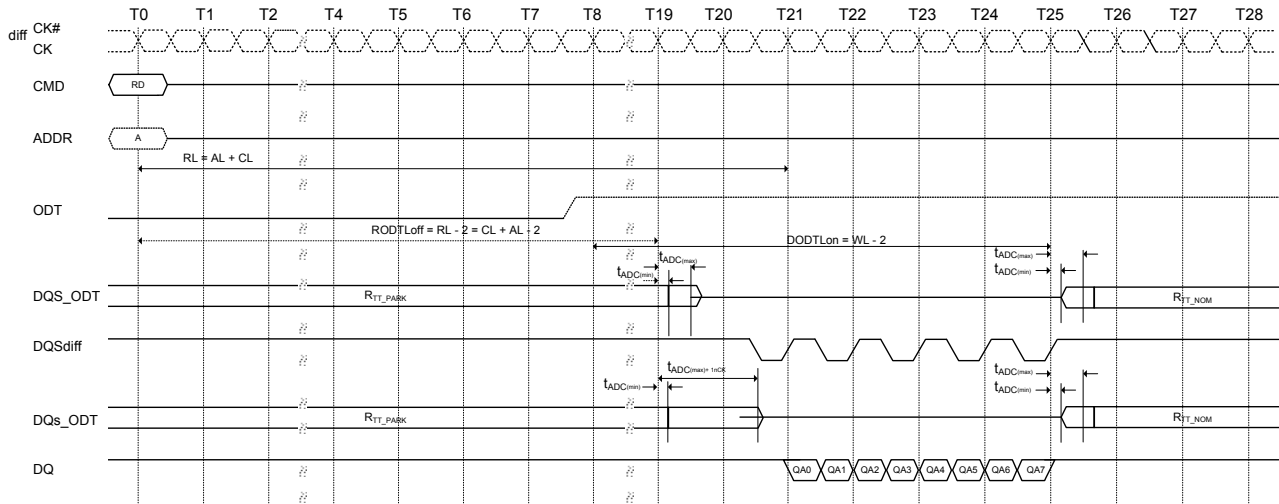 T0 T1 T2 T4 T5 T6 T7 T8 T19 T20 T21 T22 T23 T24 T25 T26 T27 T28
diff CK#
CK
CMD RD
ADDR A
RL = AL + CL
ODT
RODTLoff = RL - 2 = CL + AL - 2
DODTLon = WL - 2
tADC(max) tADC(max)
tADC(min) tADC(min)
DQS_ODT RTT_PARK RTT_NOM
DQSdiff
tADC(max)+ 1nCK tADC(max)
tADC(min) tADC(min)
DQs_ODT RTT_PARK RTT_NOM
DQ QA0 QA1 QA2 QA3 QA4 QA5 QA6 QA7